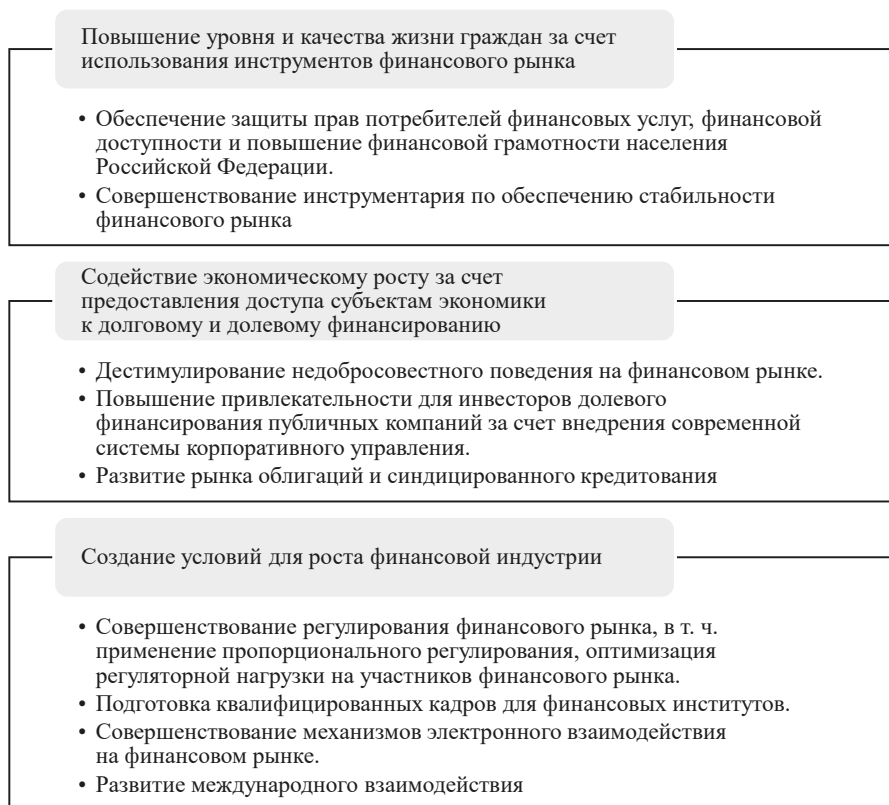 Повышение уровня и качества жизни граждан за счет
использования инструментов финансового рынка
• Обеспечение защиты прав потребителей финансовых услуг, финансовой
доступности и повышение финансовой грамотности населения
Российской Федерации.
• Совершенствование инструментария по обеспечению стабильности
финансового рынка
Содействие экономическому росту за счет
предоставления доступа субъектам экономики
к долговому и долевому финансированию
• Дестимулирование недобросовестного поведения на финансовом рынке.
• Повышение привлекательности для инвесторов долевого
финансирования публичных компаний за счет внедрения современной
системы корпоративного управления.
• Развитие рынка облигаций и синдицированного кредитования
Создание условий для роста финансовой индустрии
• Совершенствование регулирования финансового рынка, в т. ч.
применение пропорционального регулирования, оптимизация
регуляторной нагрузки на участников финансового рынка.
• Подготовка квалифицированных кадров для финансовых институтов.
• Совершенствование механизмов электронного взаимодействия
на финансовом рынке.
• Развитие международного взаимодействия